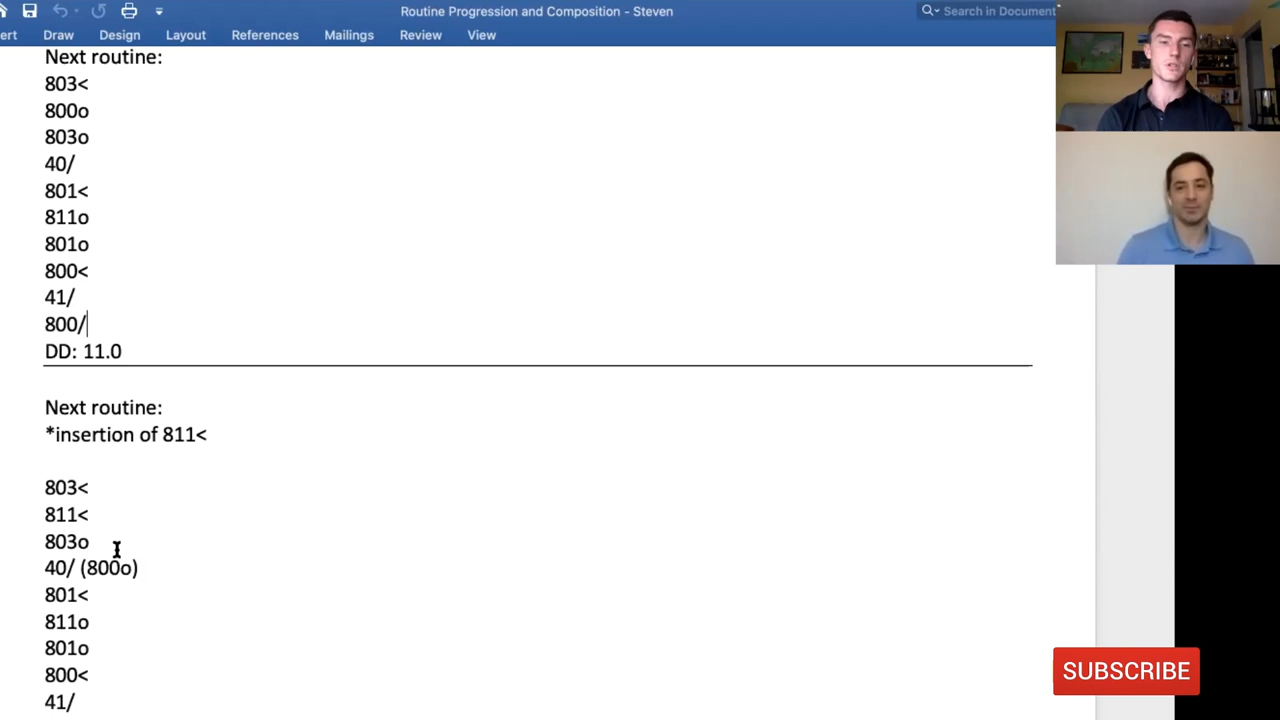 Routine Progression and Composition - Steven
Search in Document
ert Draw Design Layout References Mailings Review View
Next routine:
803<
800o
803o
40/
801<
811o
801o
800<
41/
800/
DD: 11.0
Next routine:
*insertion of 811<
803<
811<
803o
40/ (800o)
801<
811o
801o
800<
41/
SUBSCRIBE